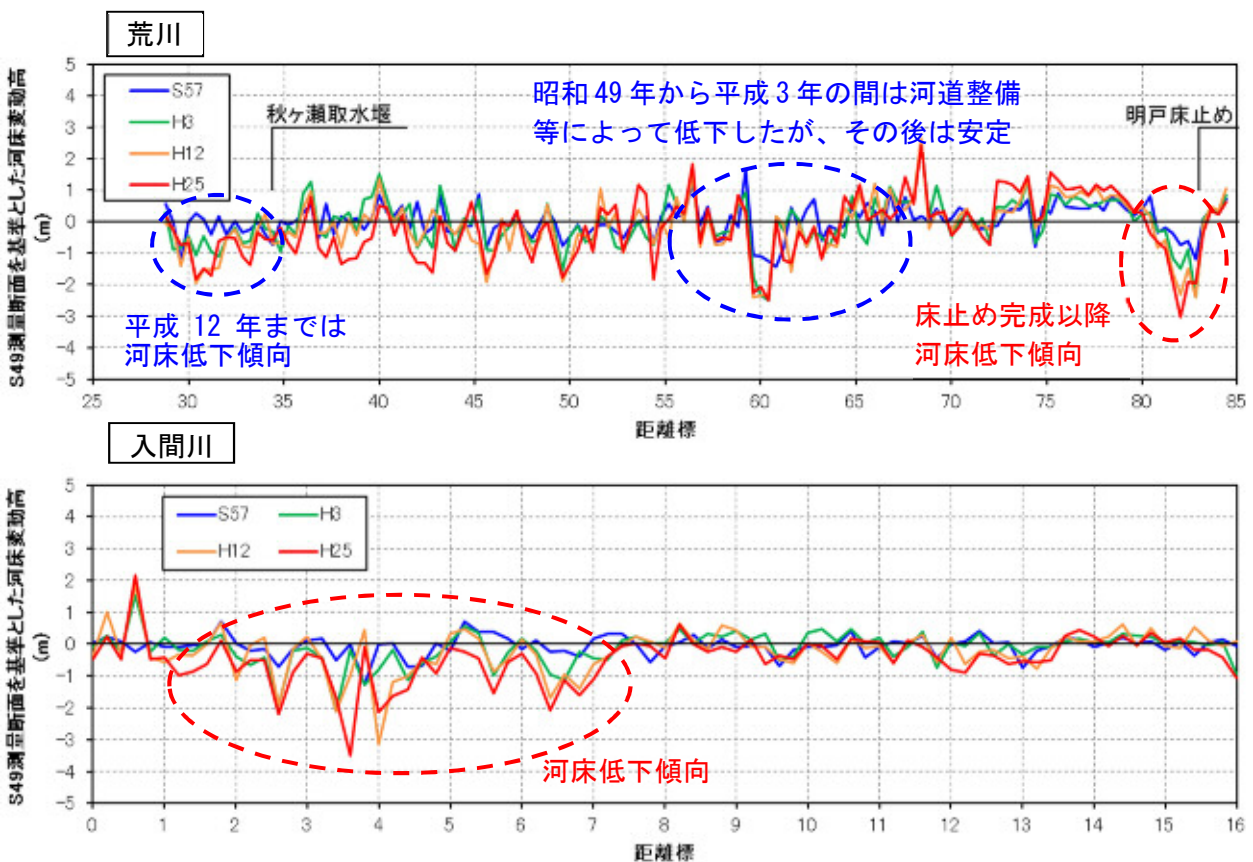 荒川
S49測量断面を基準とした河床変動高
(m)
5
4
3
2
1
0
-1
-2
-3
-4
-5
S57
H3
H12
H25
秋ヶ瀬取水堰
昭和49年から平成3年の間は河道整備
等によって低下したが、その後は安定
明戸床止め
平成 12 年までは
河床低下傾向
床止め完成以降
河床低下傾向
25 30 35 40 45 50 55 60 65 70 75 80 85
距離標
入間川
S49測量断面を基準とした河床変動高
(m)
5
4
3
2
1
0
-1
-2
-3
-4
-5
S57 H3
H12 H25
河床低下傾向
0 1 2 3 4 5 6 7 8 9 10 11 12 13 14 15 16
距離標